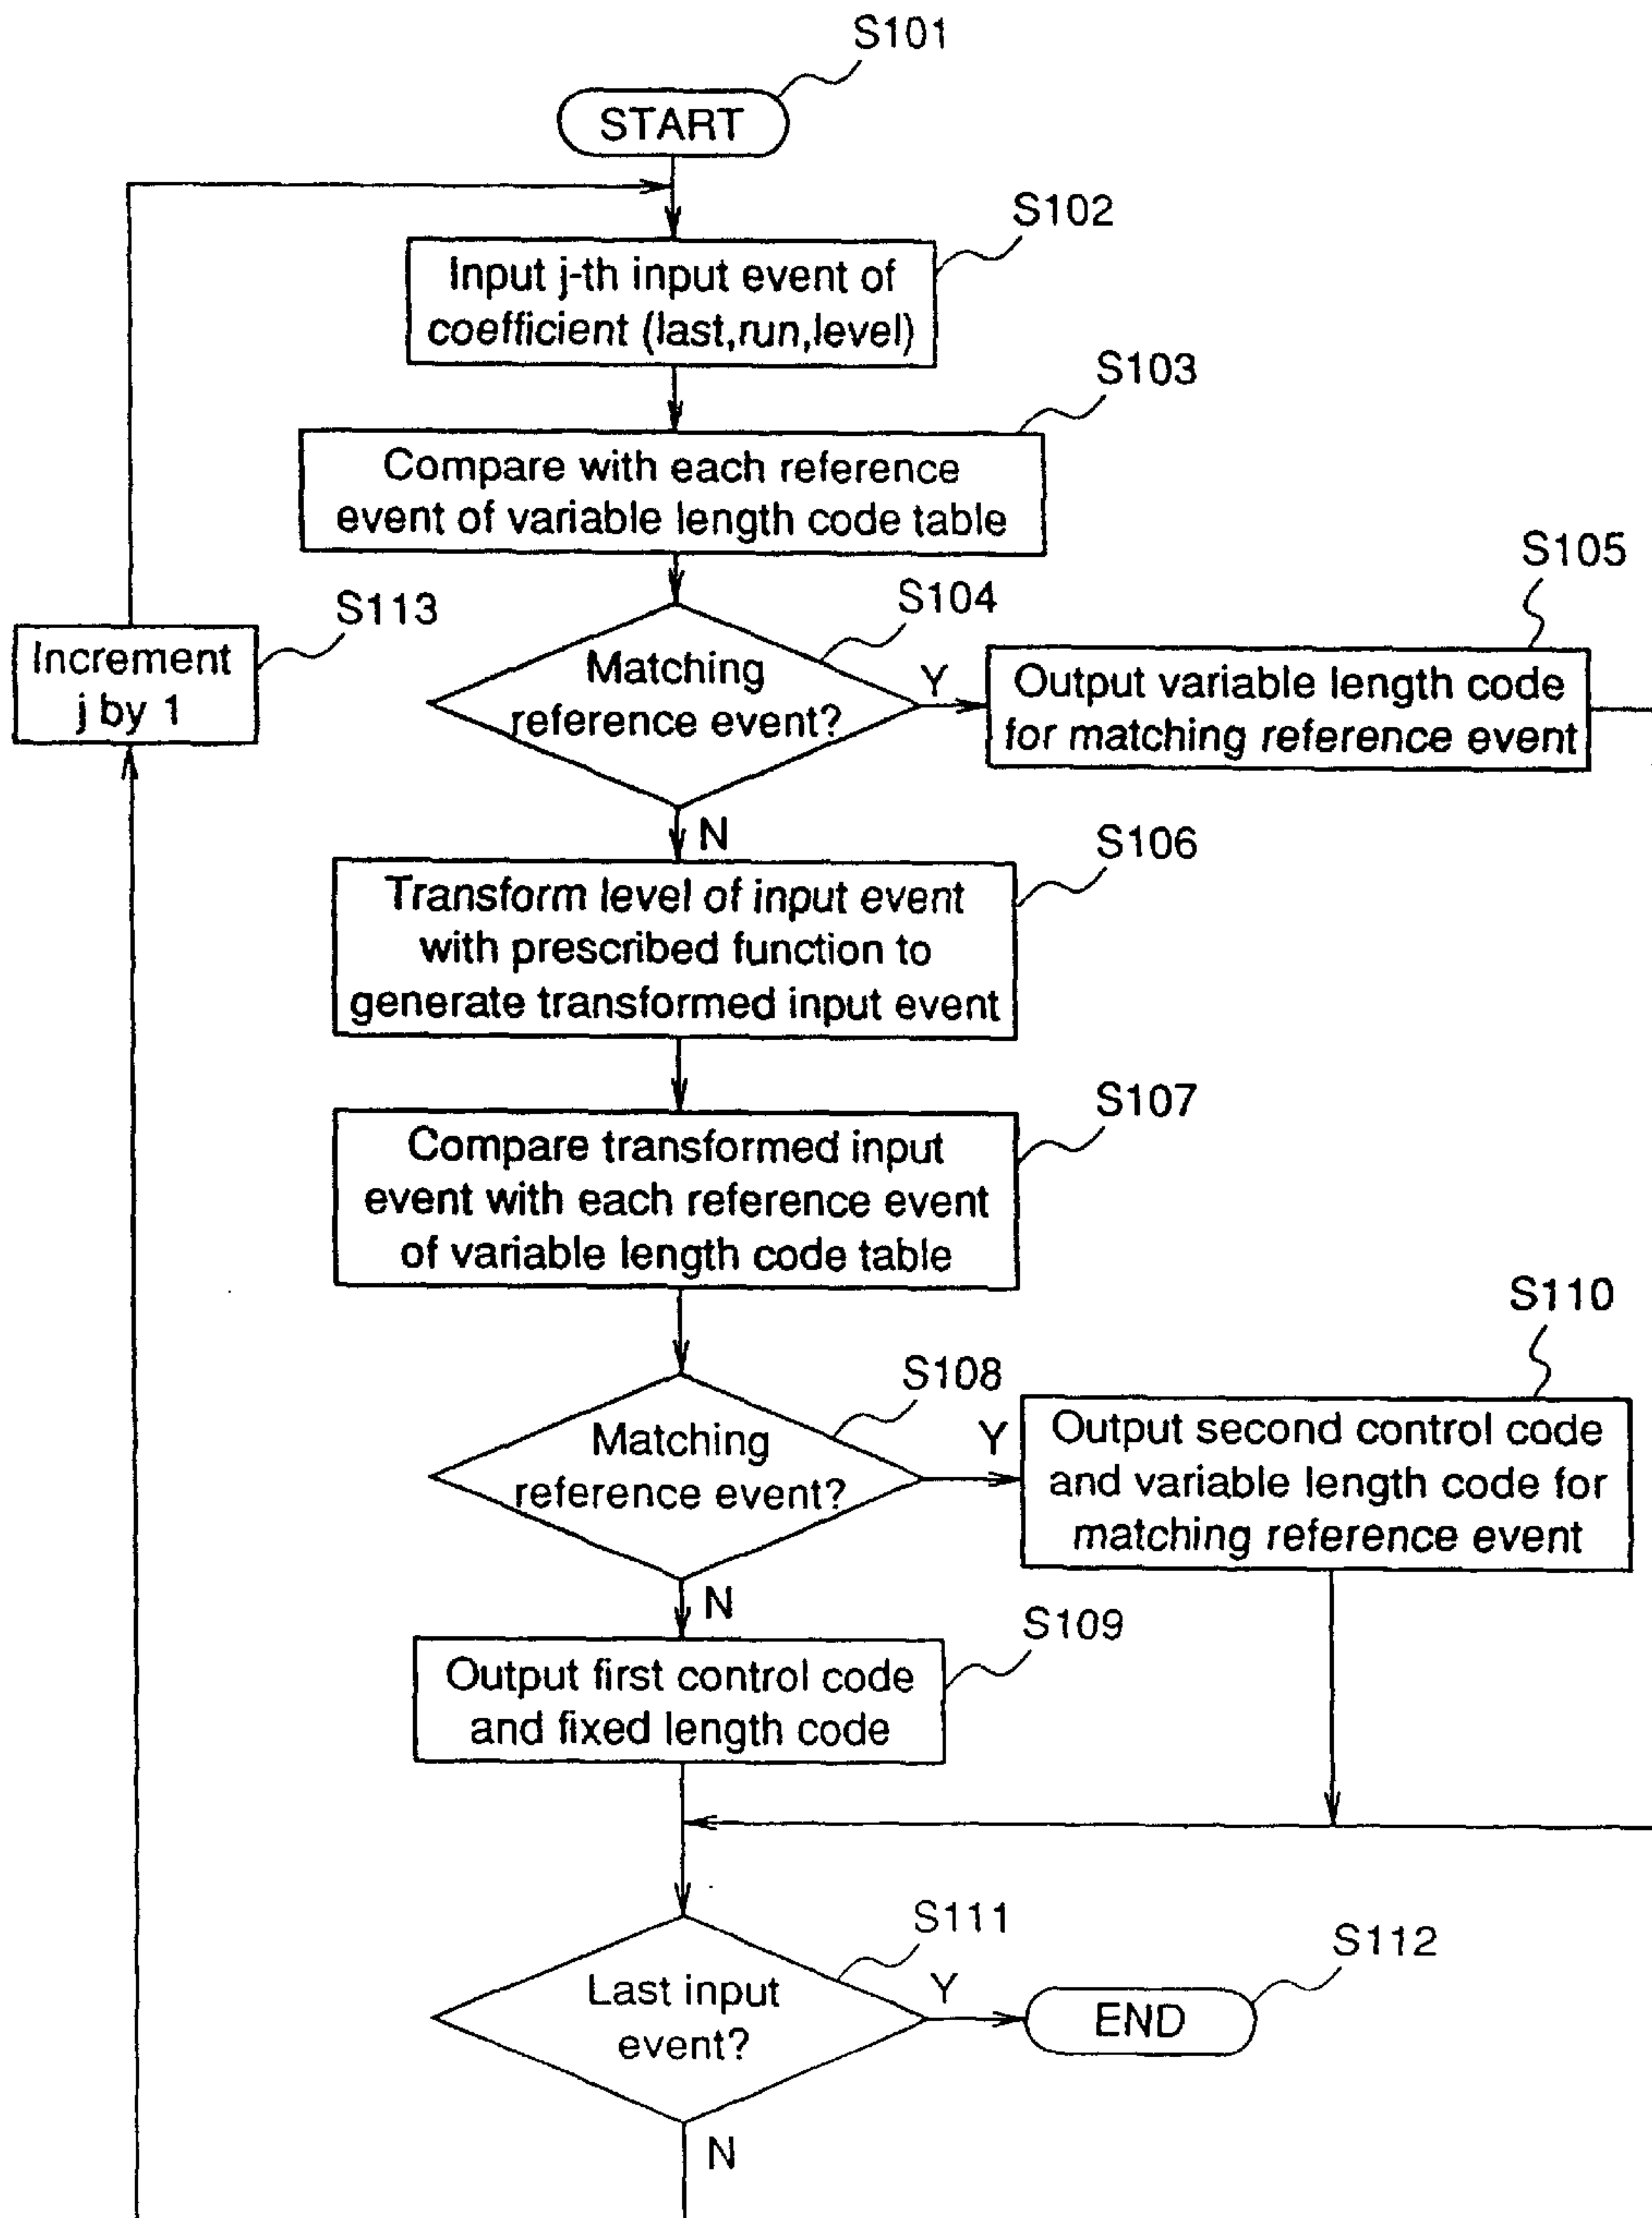 S101
START
S102
Input j-th input event of
coefficient (last,run,level)
S103
Compare with each reference
event of variable length code table
S104
Matching
reference event?
Y
N
S105
Output variable length code
for matching reference event
S113
Increment
j by 1
S106
Transform level of input event
with prescribed function to
generate transformed input event
S107
Compare transformed input
event with each reference event
of variable length code table
S108
Matching
reference event?
Y
N
S110
Output second control code
and variable length code for
matching reference event
S109
Output first control code
and fixed length code
S111
Last input
event?
Y
N
S112
END